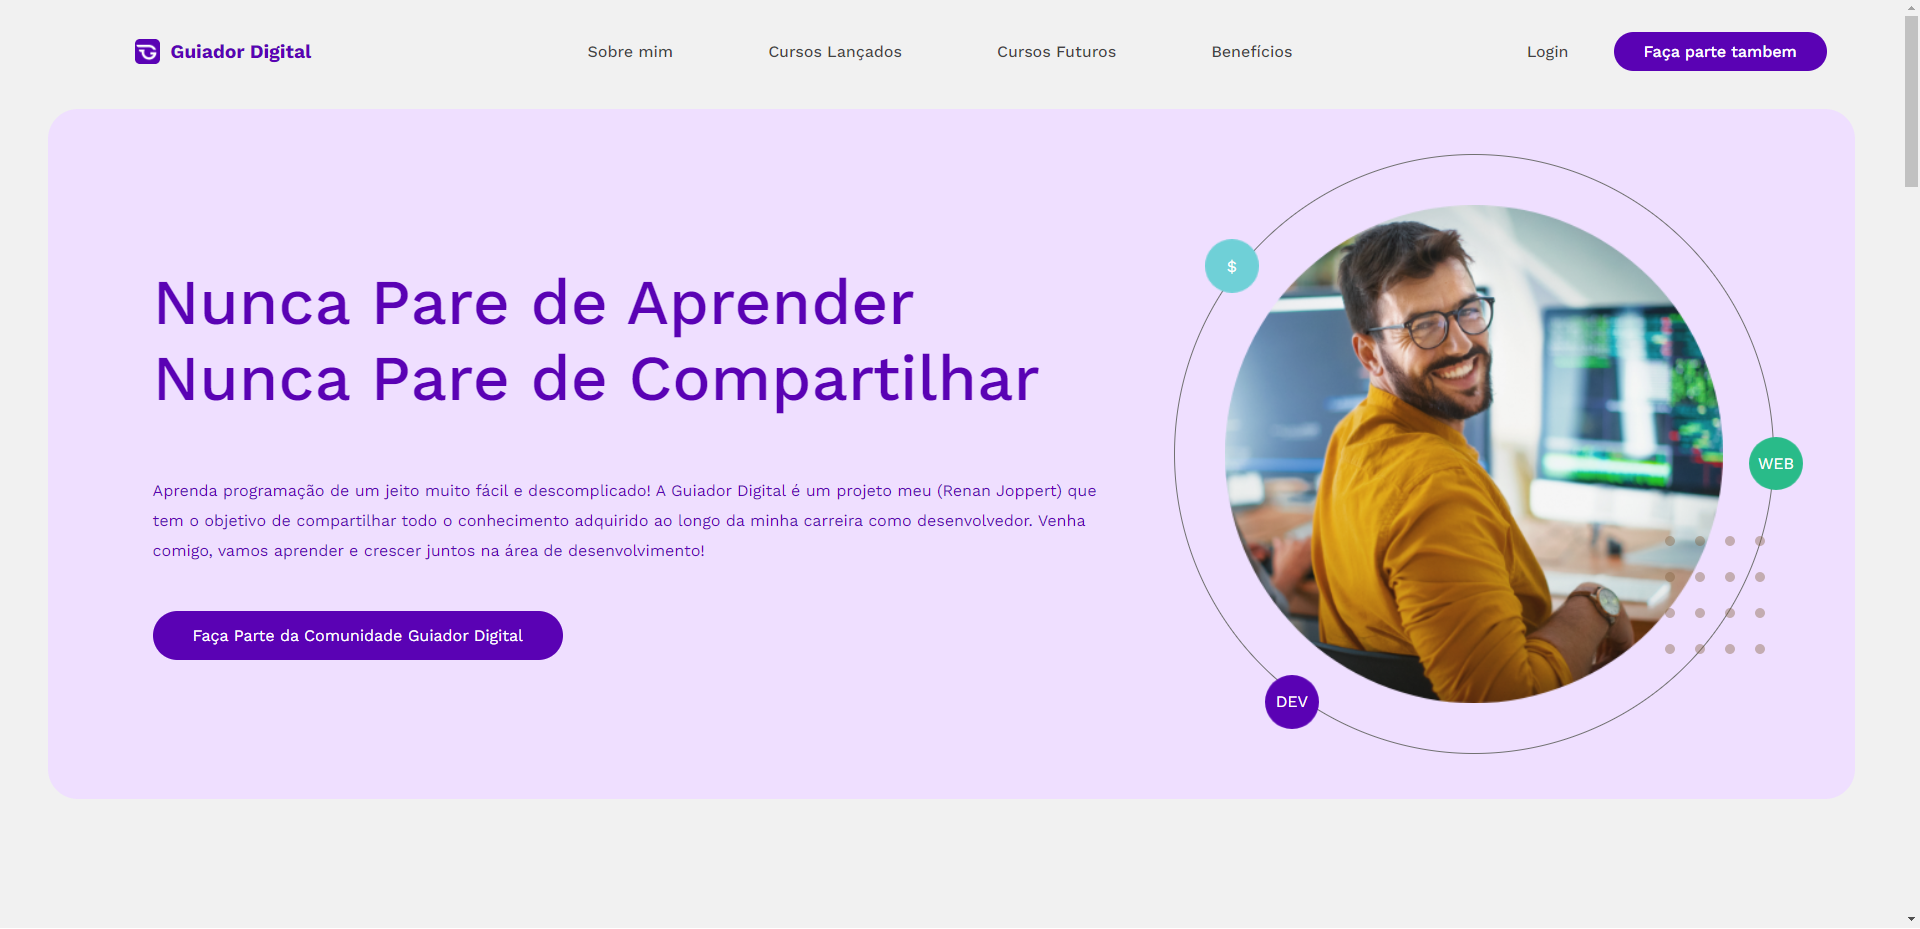 Guiador Digital
Sobre mim
Cursos Lançados
Cursos Futuros
Benefícios
Login
Faça parte tambem
Nunca Pare de Aprender
Nunca Pare de Compartilhar
Aprenda programação de um jeito muito fácil e descomplicado! A Guiador Digital é um projeto meu (Renan Joppert) que
tem o objetivo de compartilhar todo o conhecimento adquirido ao longo da minha carreira como desenvolvedor. Venha
comigo, vamos aprender e crescer juntos na área de desenvolvimento!
Faça Parte da Comunidade Guiador Digital
$
WEB
DEV